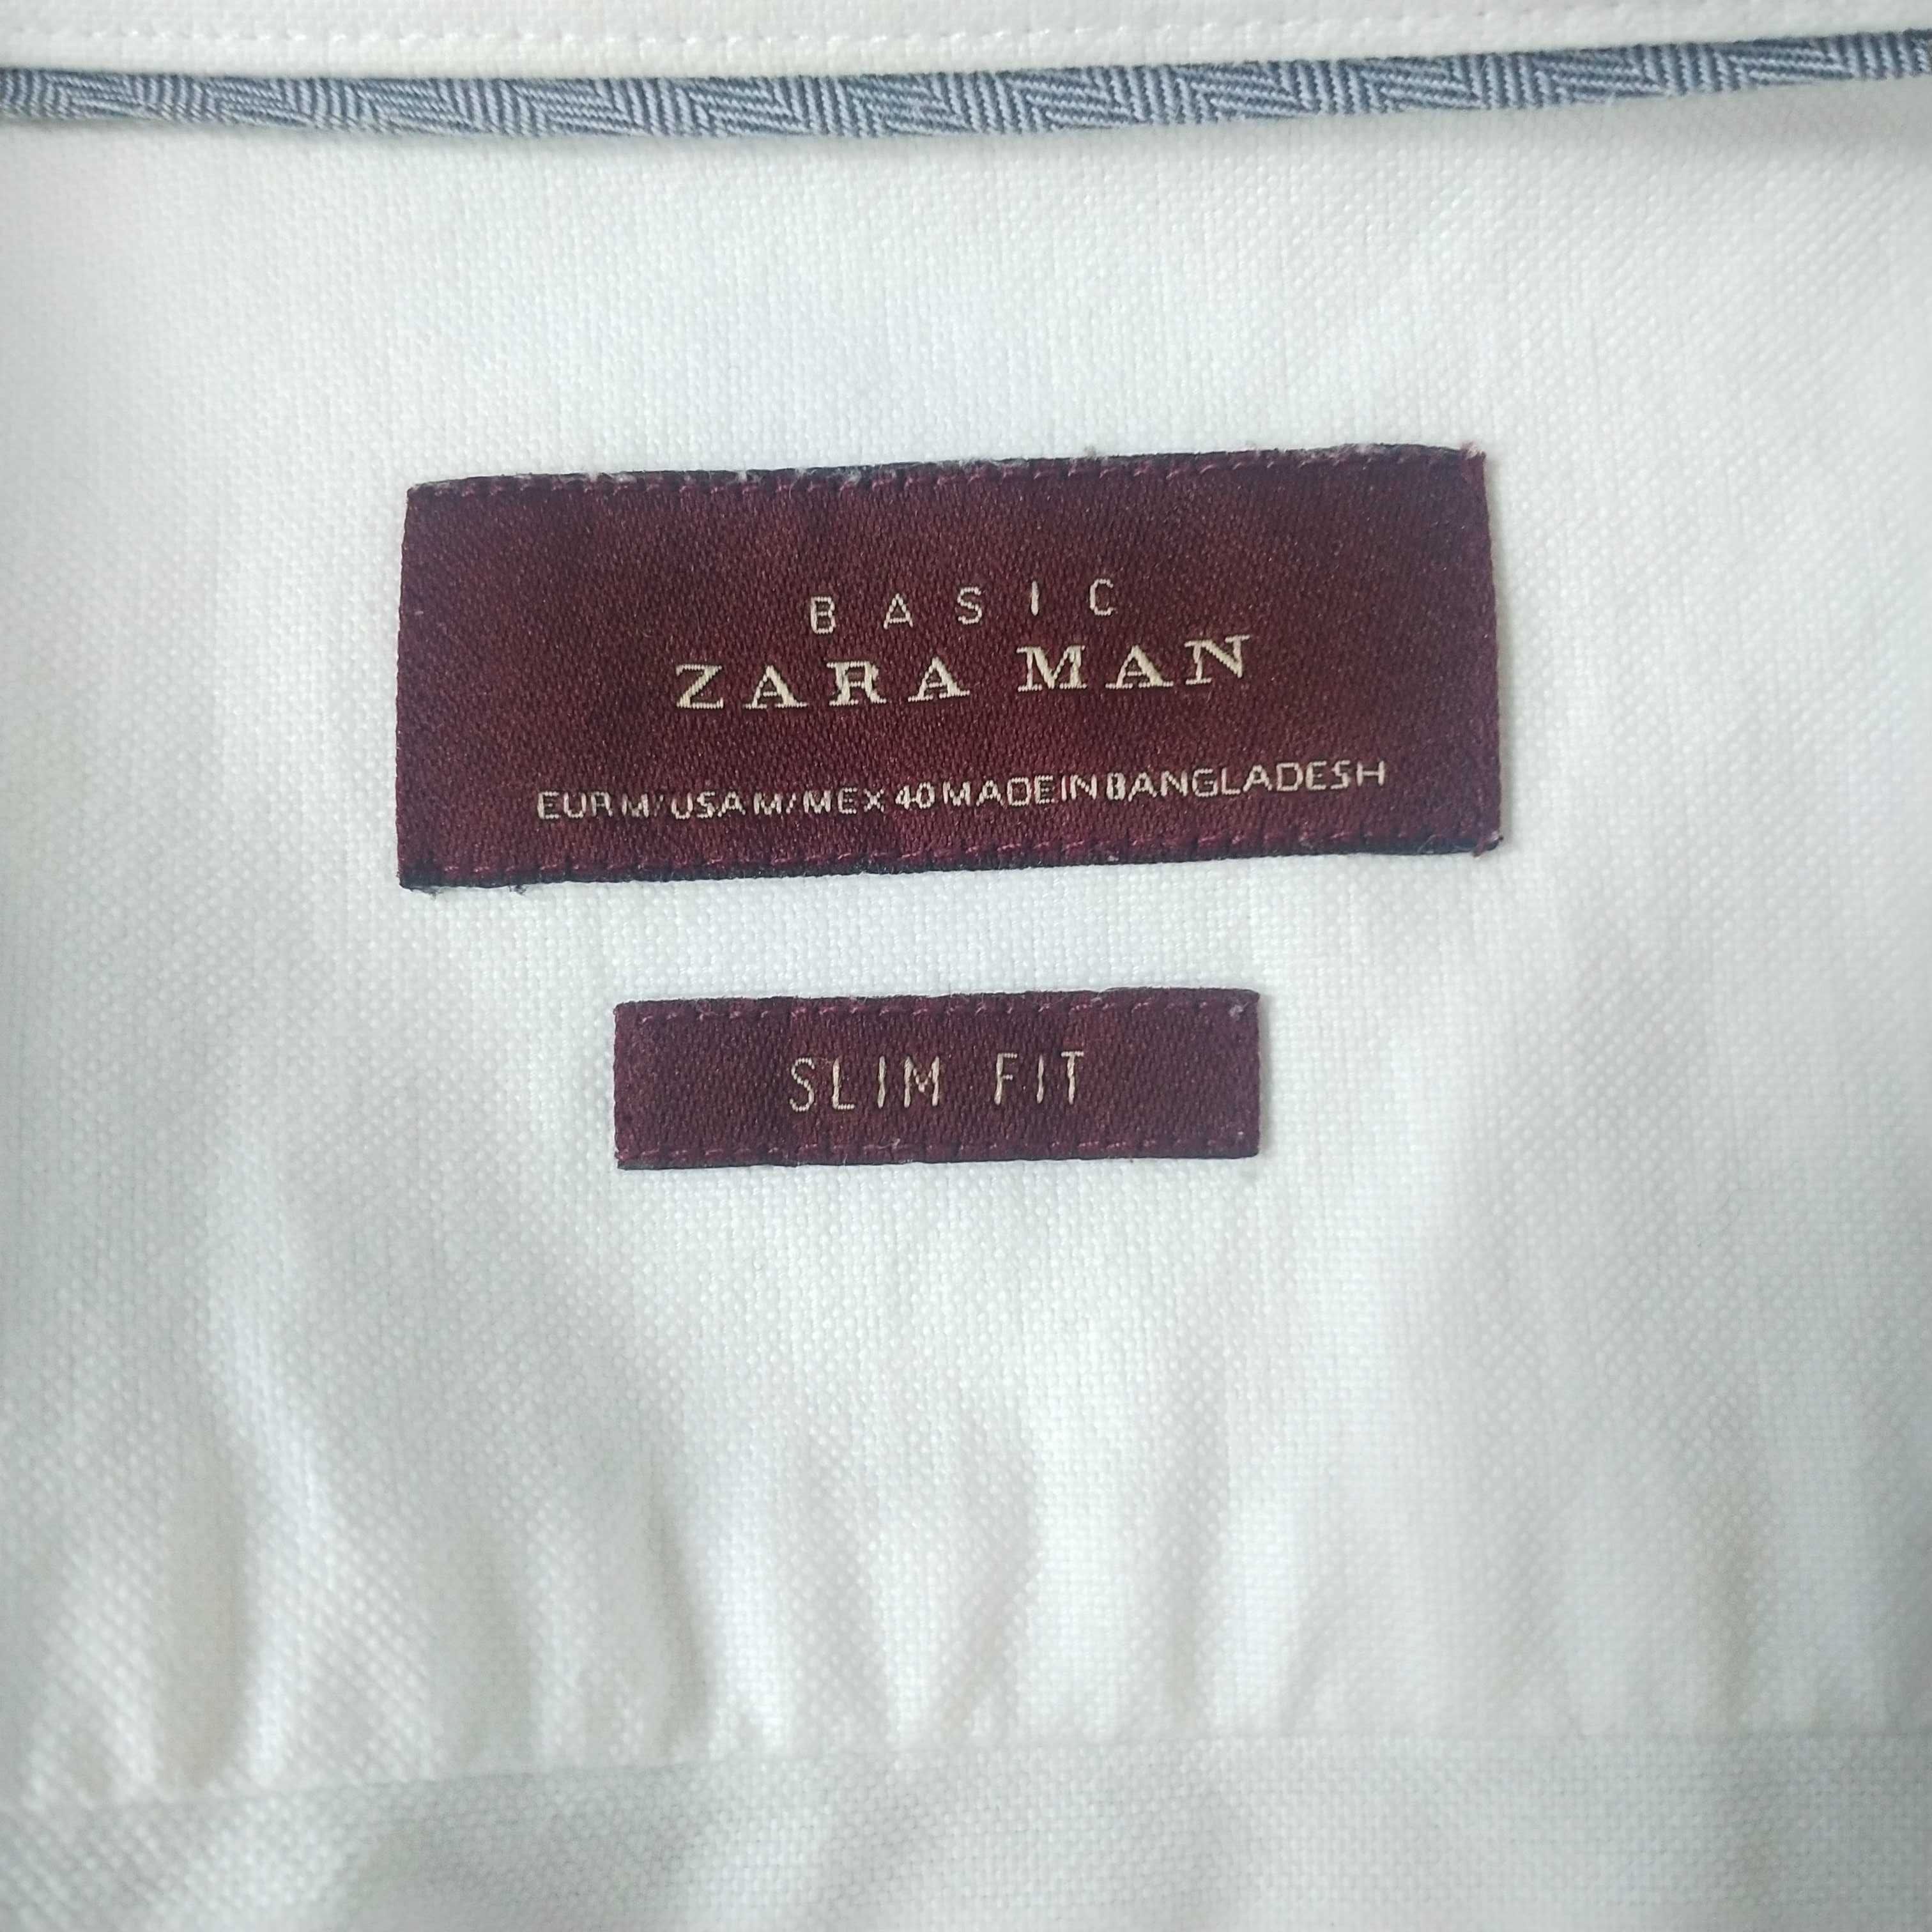 BASIC
ZARA MAN
EUR M/USA M/MEX 40 MADE IN BANGLADESH
SLIM FIT